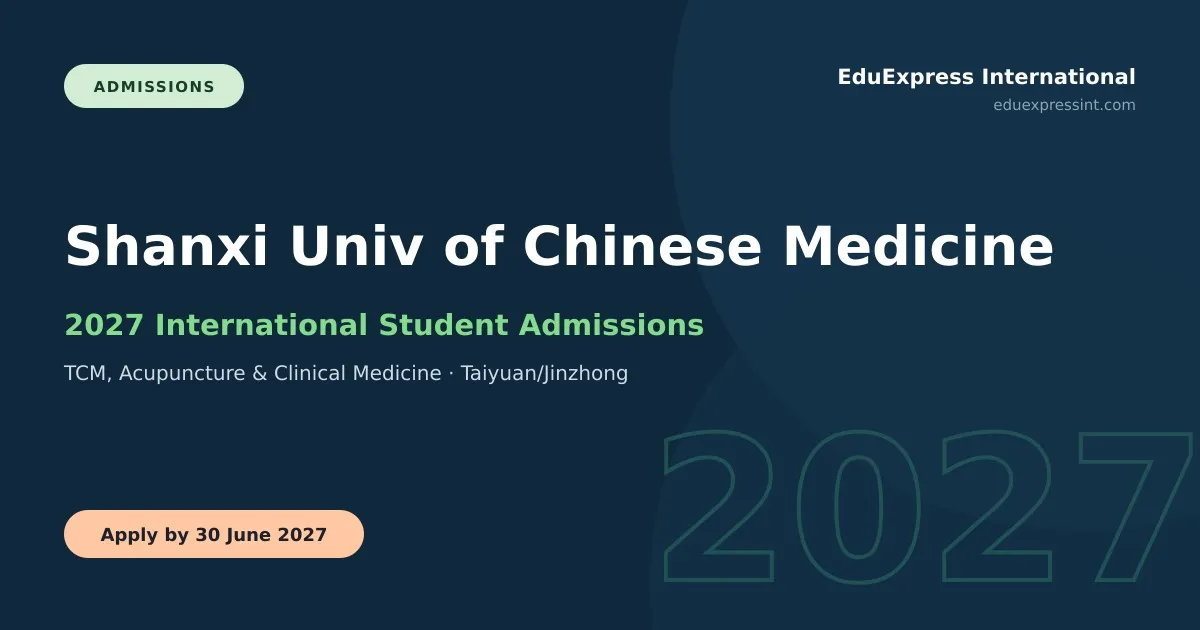 ADMISSIONS
EduExpress International
eduexpressint.com
Shanxi Univ of Chinese Medicine
2027 International Student Admissions
TCM, Acupuncture & Clinical Medicine · Taiyuan/Jinzhong
2027
Apply by 30 June 2027